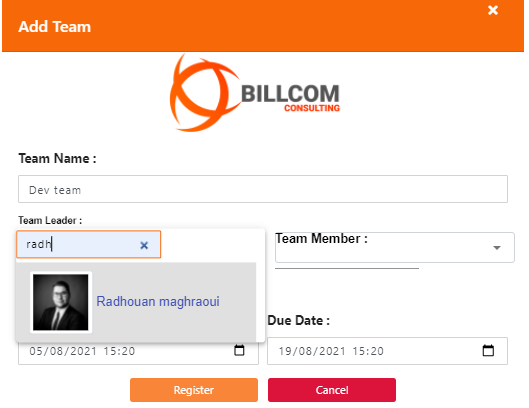 Add Team
BILLCOM
CONSULTING
Team Name :
Dev team
Team Leader :
radh
Team Member :
Radhouan maghraoui
Due Date :
05/08/2021 15:20
19/08/2021 15:20
Register
Cancel